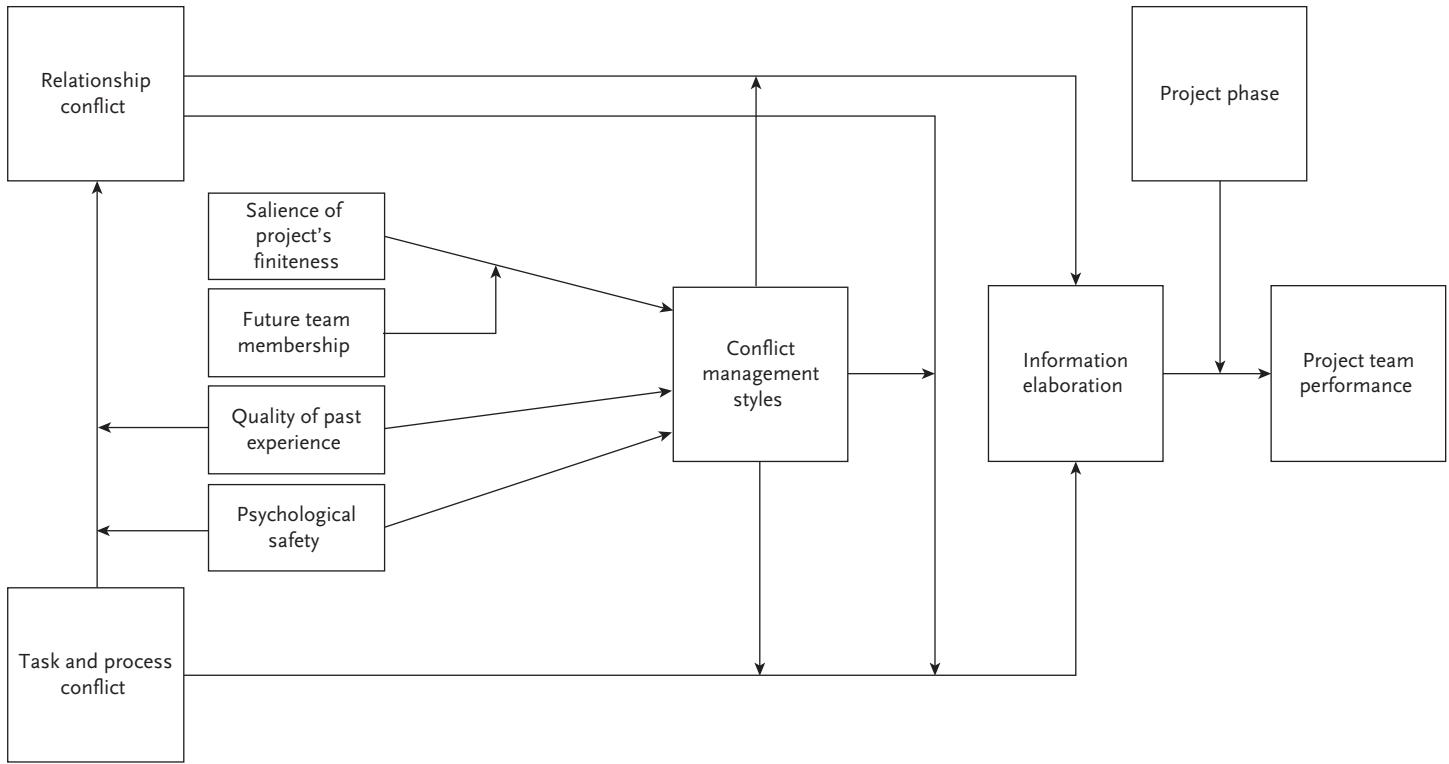 Relationship
conflict
Project phase
Salience of
project’s
finiteness
Future team
membership
Conflict
management
styles
Information
elaboration
Project team
performance
Quality of past
experience
Psychological
safety
Task and process
conflict